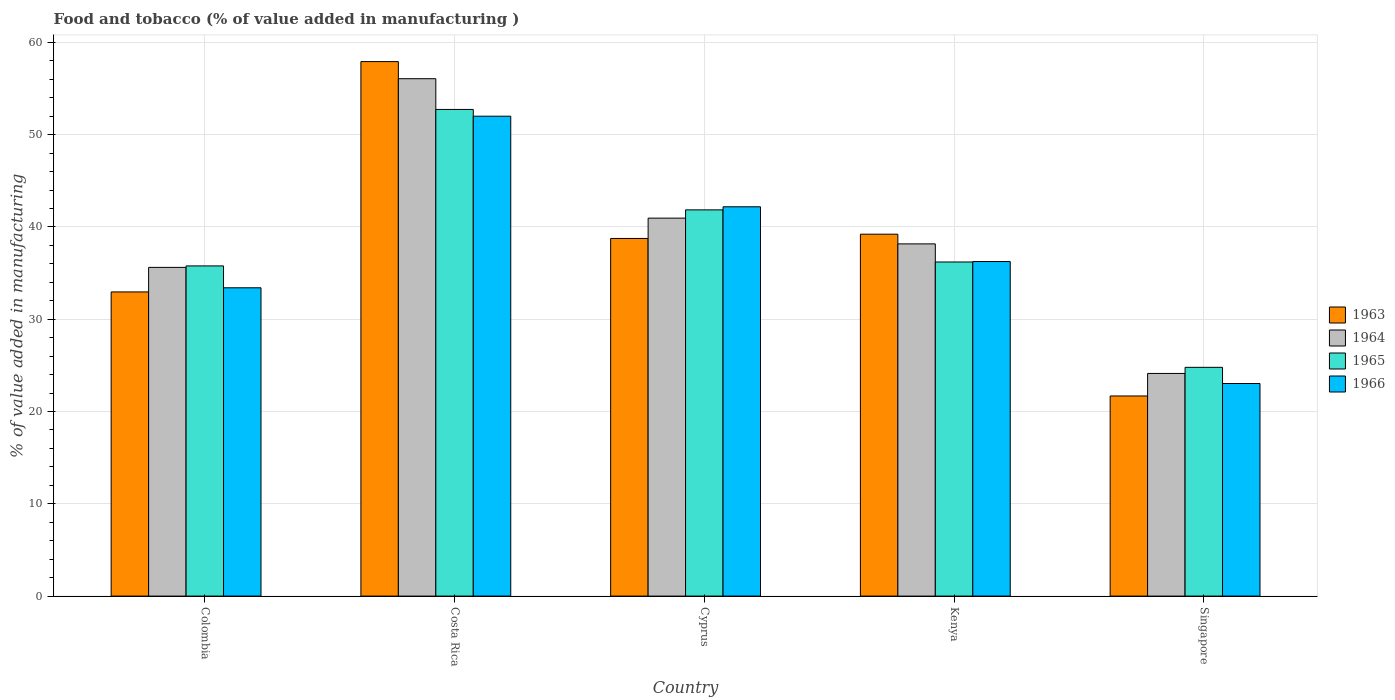 Food and tobacco (% of value added in manufacturing )
60
50
40
30
20
10
0
% of value added in manufacturing
Colombia
Costa Rica
Cyprus
Kenya
Singapore
Country
1963
1964
1965
1966